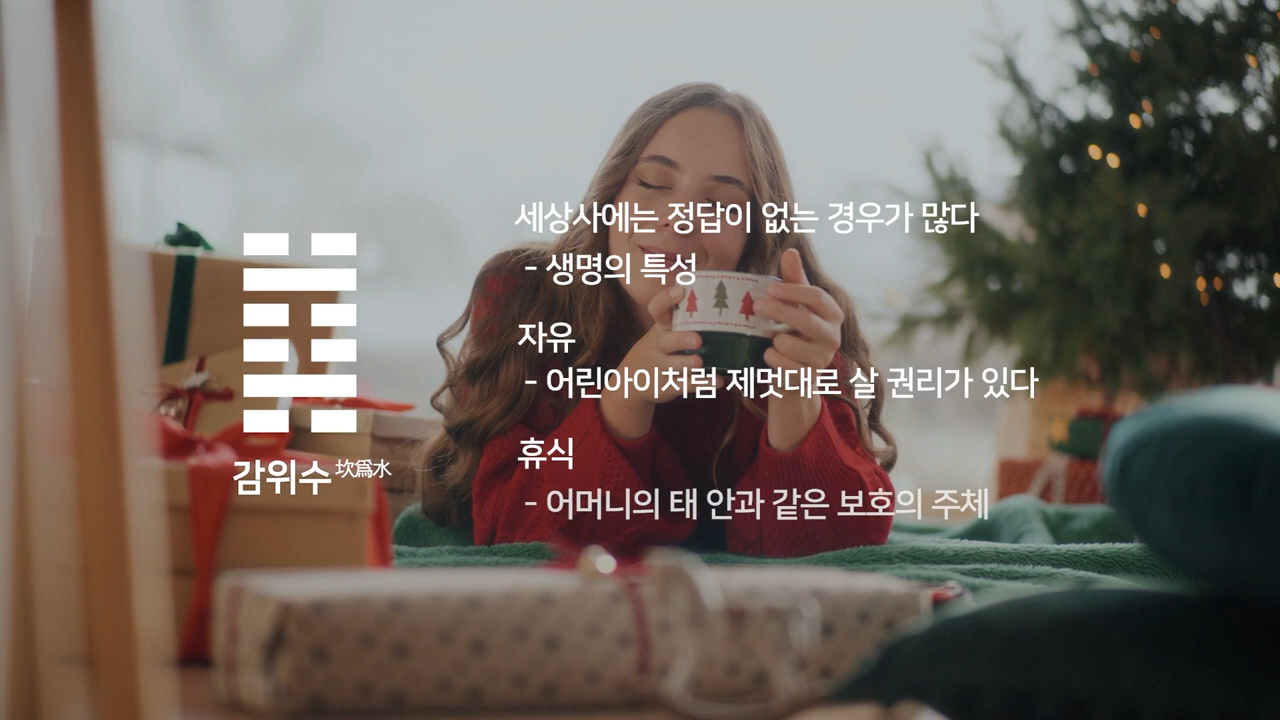 감위수 坎爲水
세상사에는 정답이 없는 경우가 많다
- 생명의 특성
자유
- 어린아이처럼 제멋대로 살 권리가 있다
휴식
- 어머니의 태 안과 같은 보호의 주체